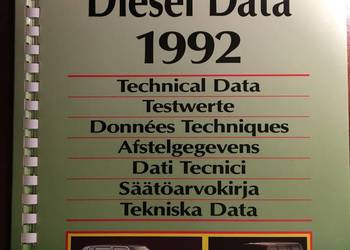 Diesel Data
1992
Technical Data
Testwerte
Données Techniques
Afstelgegevens
Dati Tecnici
Säätöarvokirja
Tekniska Data